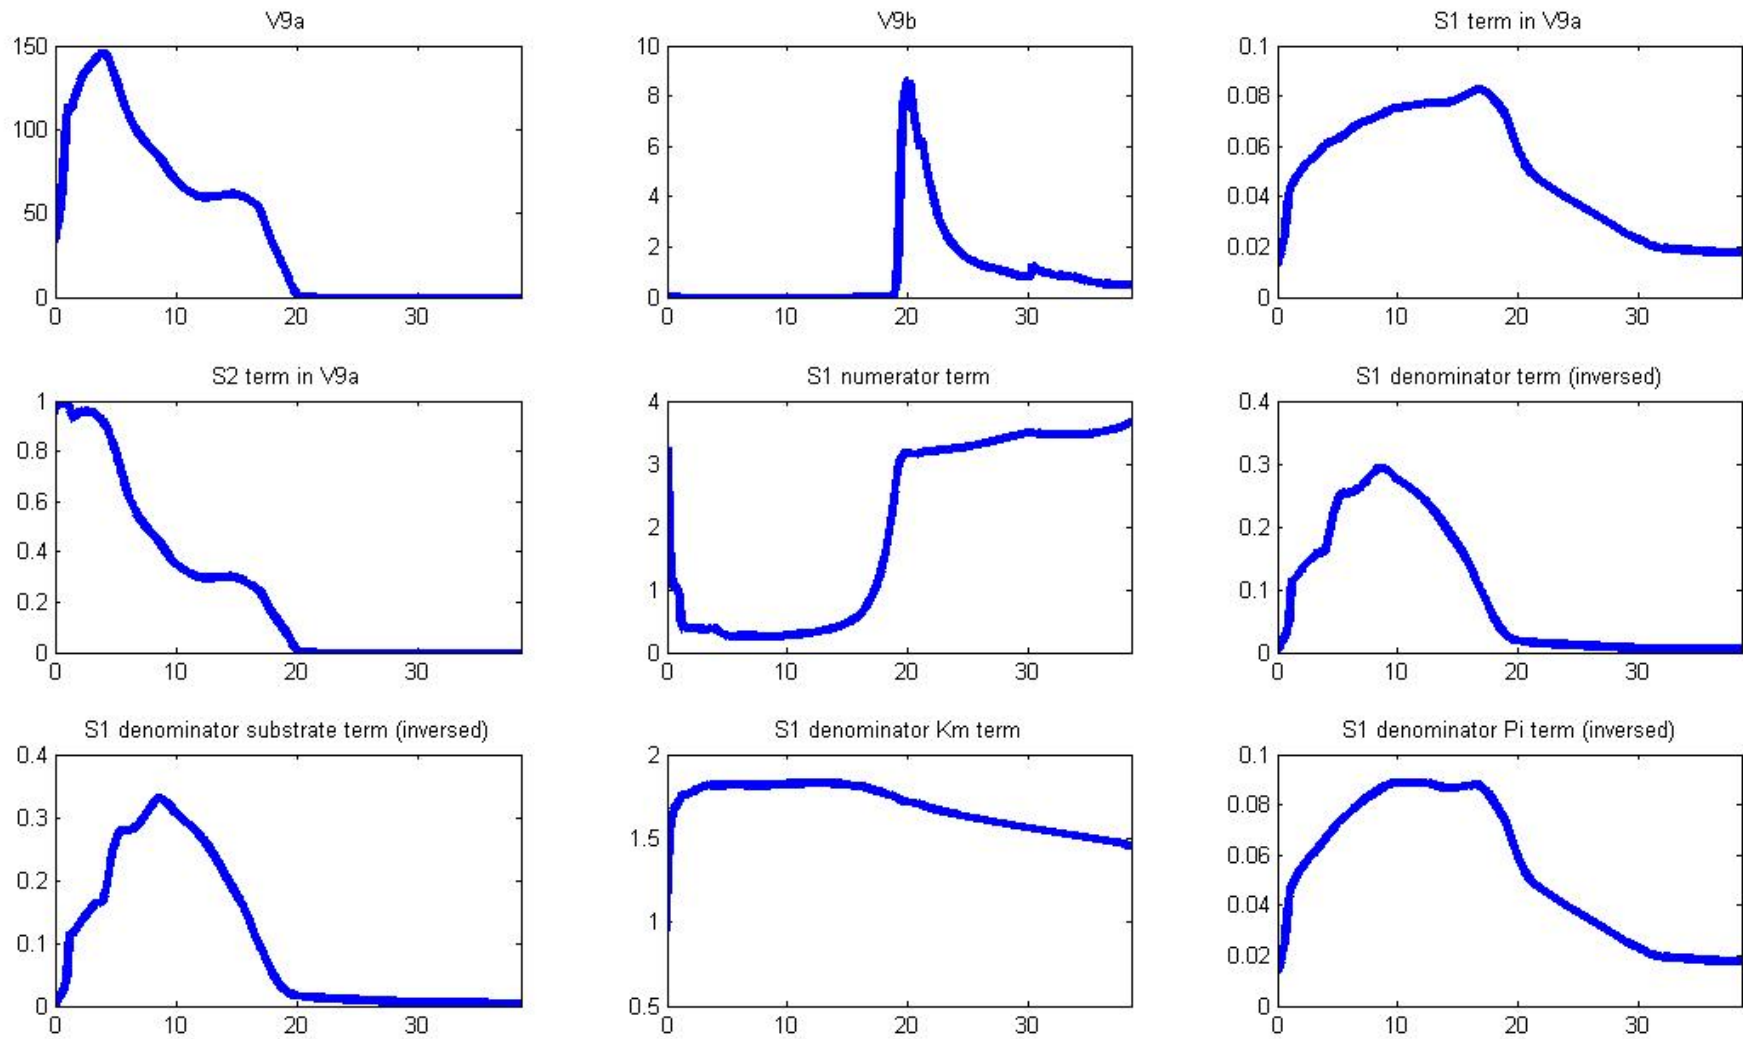 V9a
150
100
50
0
0 10 20 30
V9b
10
8
6
4
2
0
0 10 20 30
S1 term in V9a
0.1
0.08
0.06
0.04
0.02
0
0 10 20 30
S2 term in V9a
1
0.8
0.6
0.4
0.2
0
0 10 20 30
S1 numerator term
4
3
2
1
0
0 10 20 30
S1 denominator term (inversed)
0.4
0.3
0.2
0.1
0
0 10 20 30
S1 denominator substrate term (inversed)
0.4
0.3
0.2
0.1
0
0 10 20 30
S1 denominator Km term
2
1.5
1
0.5
0 10 20 30
S1 denominator Pi term (inversed)
0.1
0.08
0.06
0.04
0.02
0
0 10 20 30